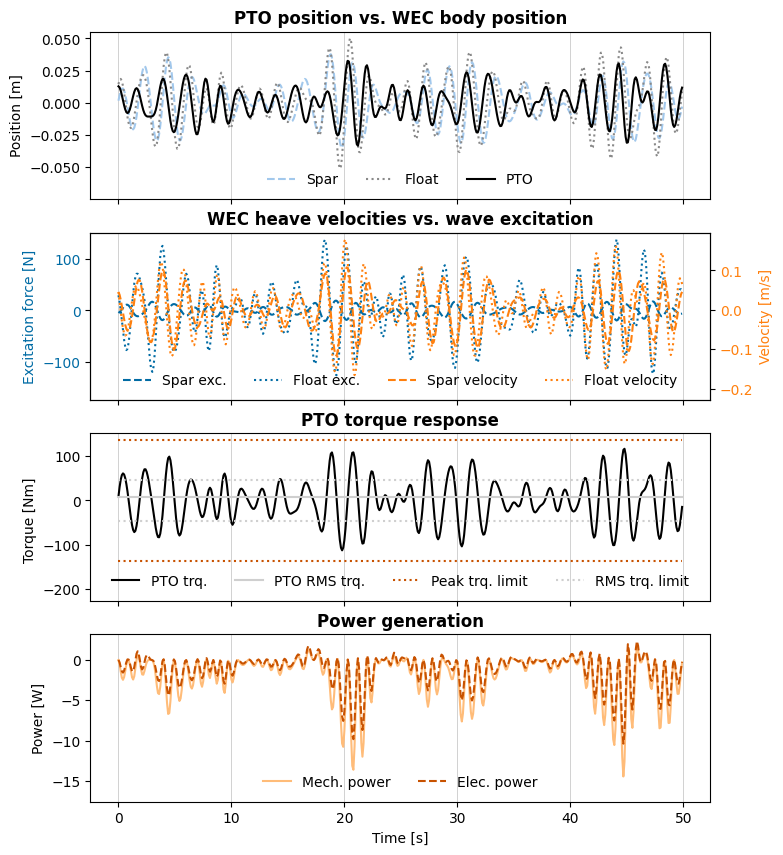 PTO position vs. WEC body position
Position [m]
0.050
0.025
0.000
−0.025
−0.050
Spar Float PTO
WEC heave velocities vs. wave excitation
Excitation force [N]
100
0
−100
0.1
0.0
−0.1
−0.2
Velocity [m/s]
Spar exc. Float exc. Spar velocity Float velocity
PTO torque response
Torque [Nm]
100
0
−100
−200
PTO trq. PTO RMS trq. Peak trq. limit RMS trq. limit
Power generation
Power [W]
0
−5
−10
−15
Mech. power Elec. power
0 10 20 30 40 50
Time [s]